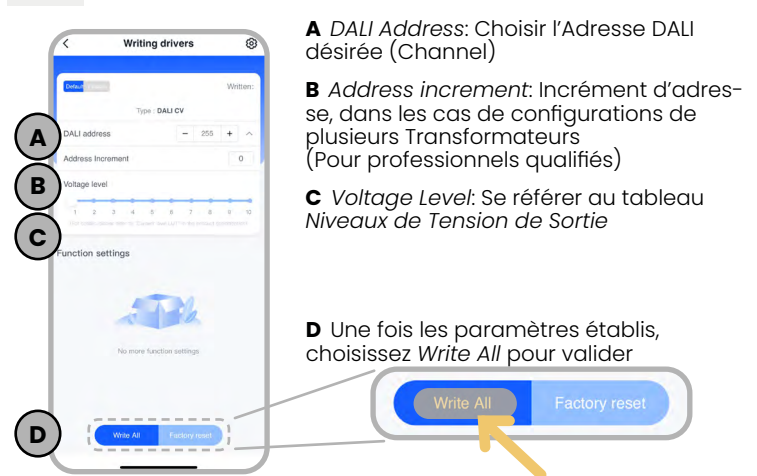 Writing drivers
Default
Written:
Type : DALI CV
A
DALI address
− 255 +
Address Increment
0
B
Voltage level
1 2 3 4 5 6 7 8 9 10
C
Function settings
No more function settings
D
Write All
Factory reset
A DALI Address: Choisir l’Adresse DALI
désirée (Channel)
B Address increment: Incrément d’adres-
se, dans les cas de configurations de
plusieurs Transformateurs
(Pour professionnels qualifiés)
C Voltage Level: Se référer au tableau
Niveaux de Tension de Sortie
D Une fois les paramètres établis,
choisissez Write All pour valider
Write All
Factory reset